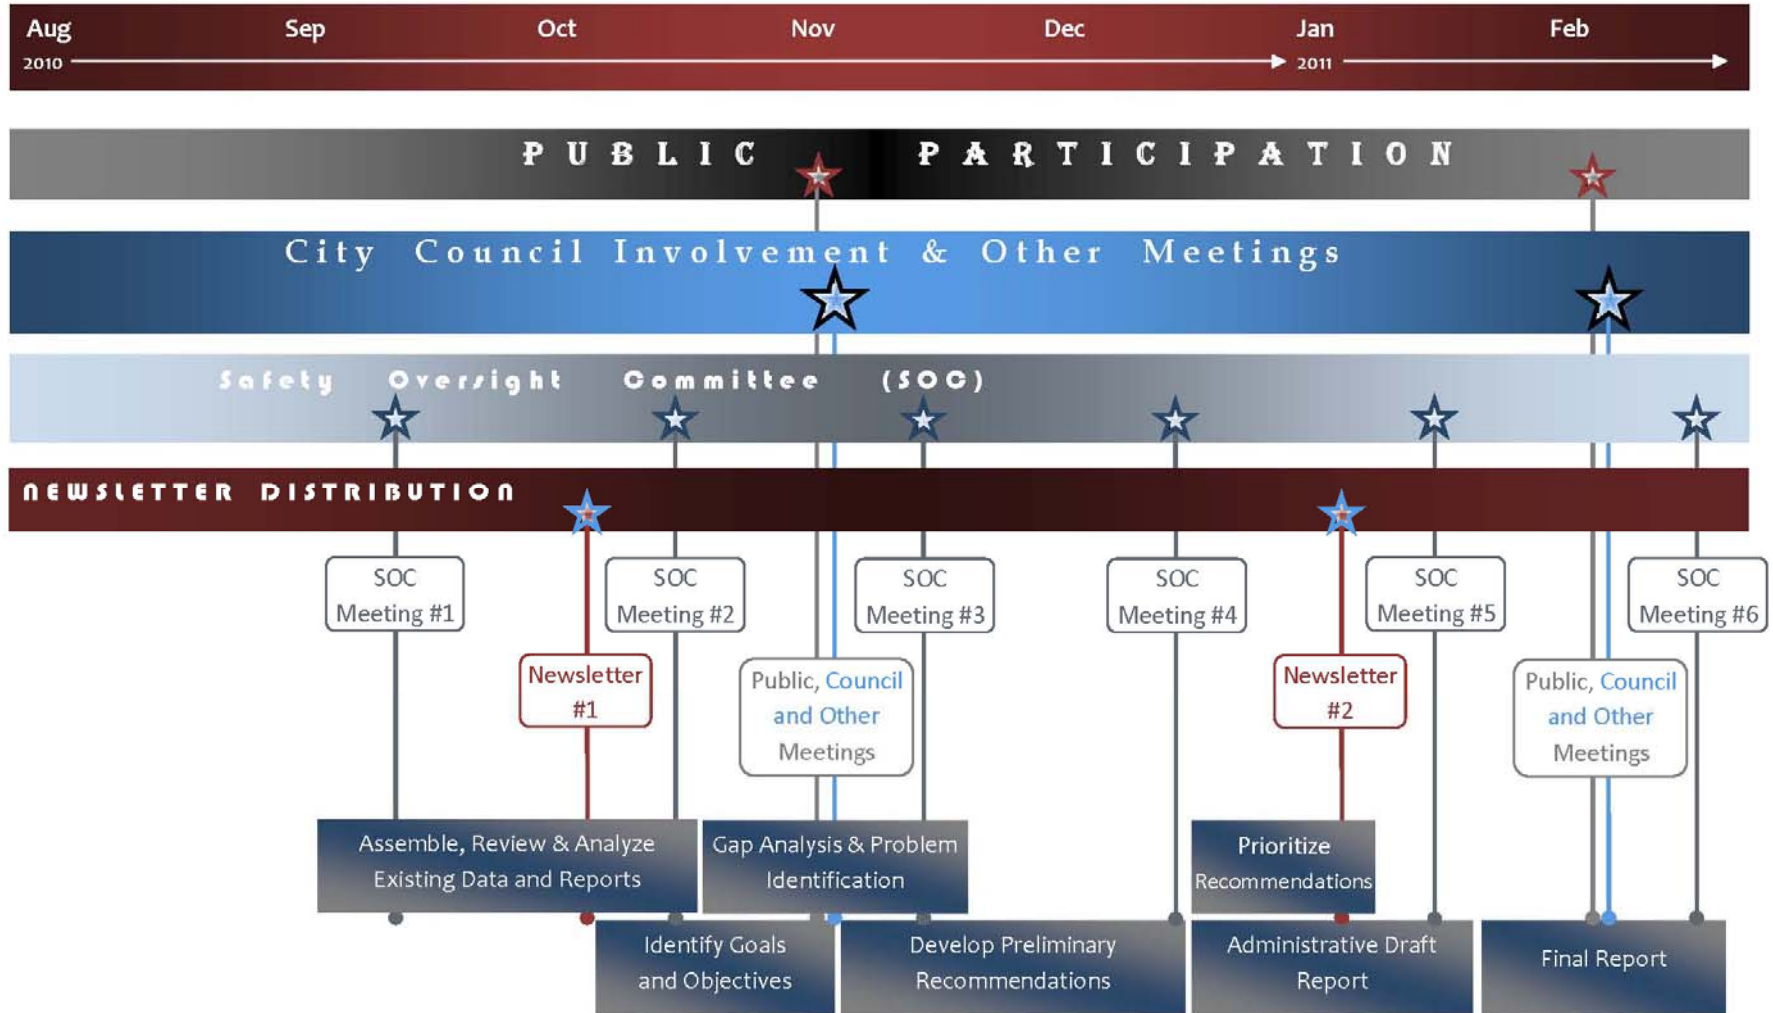 Aug Sep Oct Nov Dec Jan Feb
2010 2011
PUBLIC PARTICIPATION
City Council Involvement & Other Meetings
Safety Oversight Committee (SOC)
NEWSLETTER DISTRIBUTION
SOC
Meeting #1
SOC
Meeting #2
SOC
Meeting #3
SOC
Meeting #4
SOC
Meeting #5
SOC
Meeting #6
Newsletter
#1
Public, Council
and Other
Meetings
Newsletter
#2
Public, Council
and Other
Meetings
Assemble, Review & Analyze
Existing Data and Reports
Gap Analysis & Problem
Identification
Prioritize
Recommendations
Identify Goals
and Objectives
Develop Preliminary
Recommendations
Administrative Draft
Report
Final Report